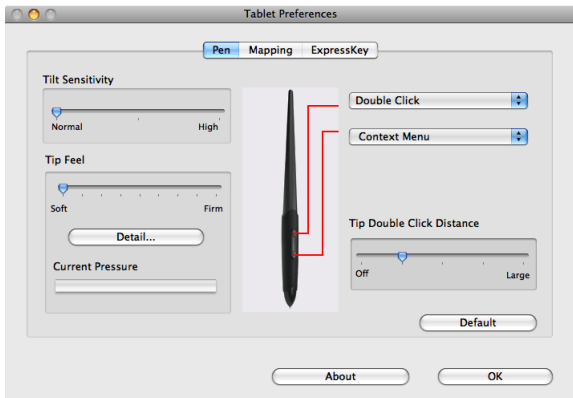 Tablet Preferences
Pen Mapping ExpressKey
Tilt Sensitivity
Normal High
Tip Feel
Soft Firm
Detail...
Current Pressure
Double Click
Context Menu
Tip Double Click Distance
Off Large
Default
About OK